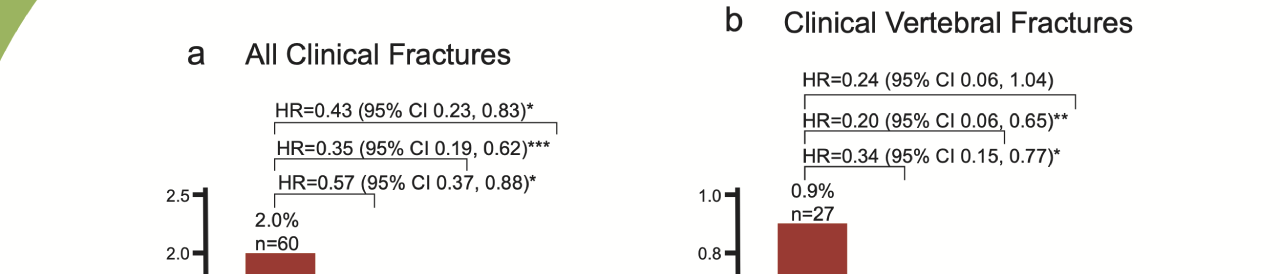 a All Clinical Fractures
HR=0.43 (95% CI 0.23, 0.83)*
HR=0.35 (95% CI 0.19, 0.62)***
HR=0.57 (95% CI 0.37, 0.88)*
2.5
2.0%
n=60
2.0
b Clinical Vertebral Fractures
HR=0.24 (95% CI 0.06, 1.04)
HR=0.20 (95% CI 0.06, 0.65)**
HR=0.34 (95% CI 0.15, 0.77)*
1.0
0.9%
n=27
0.8